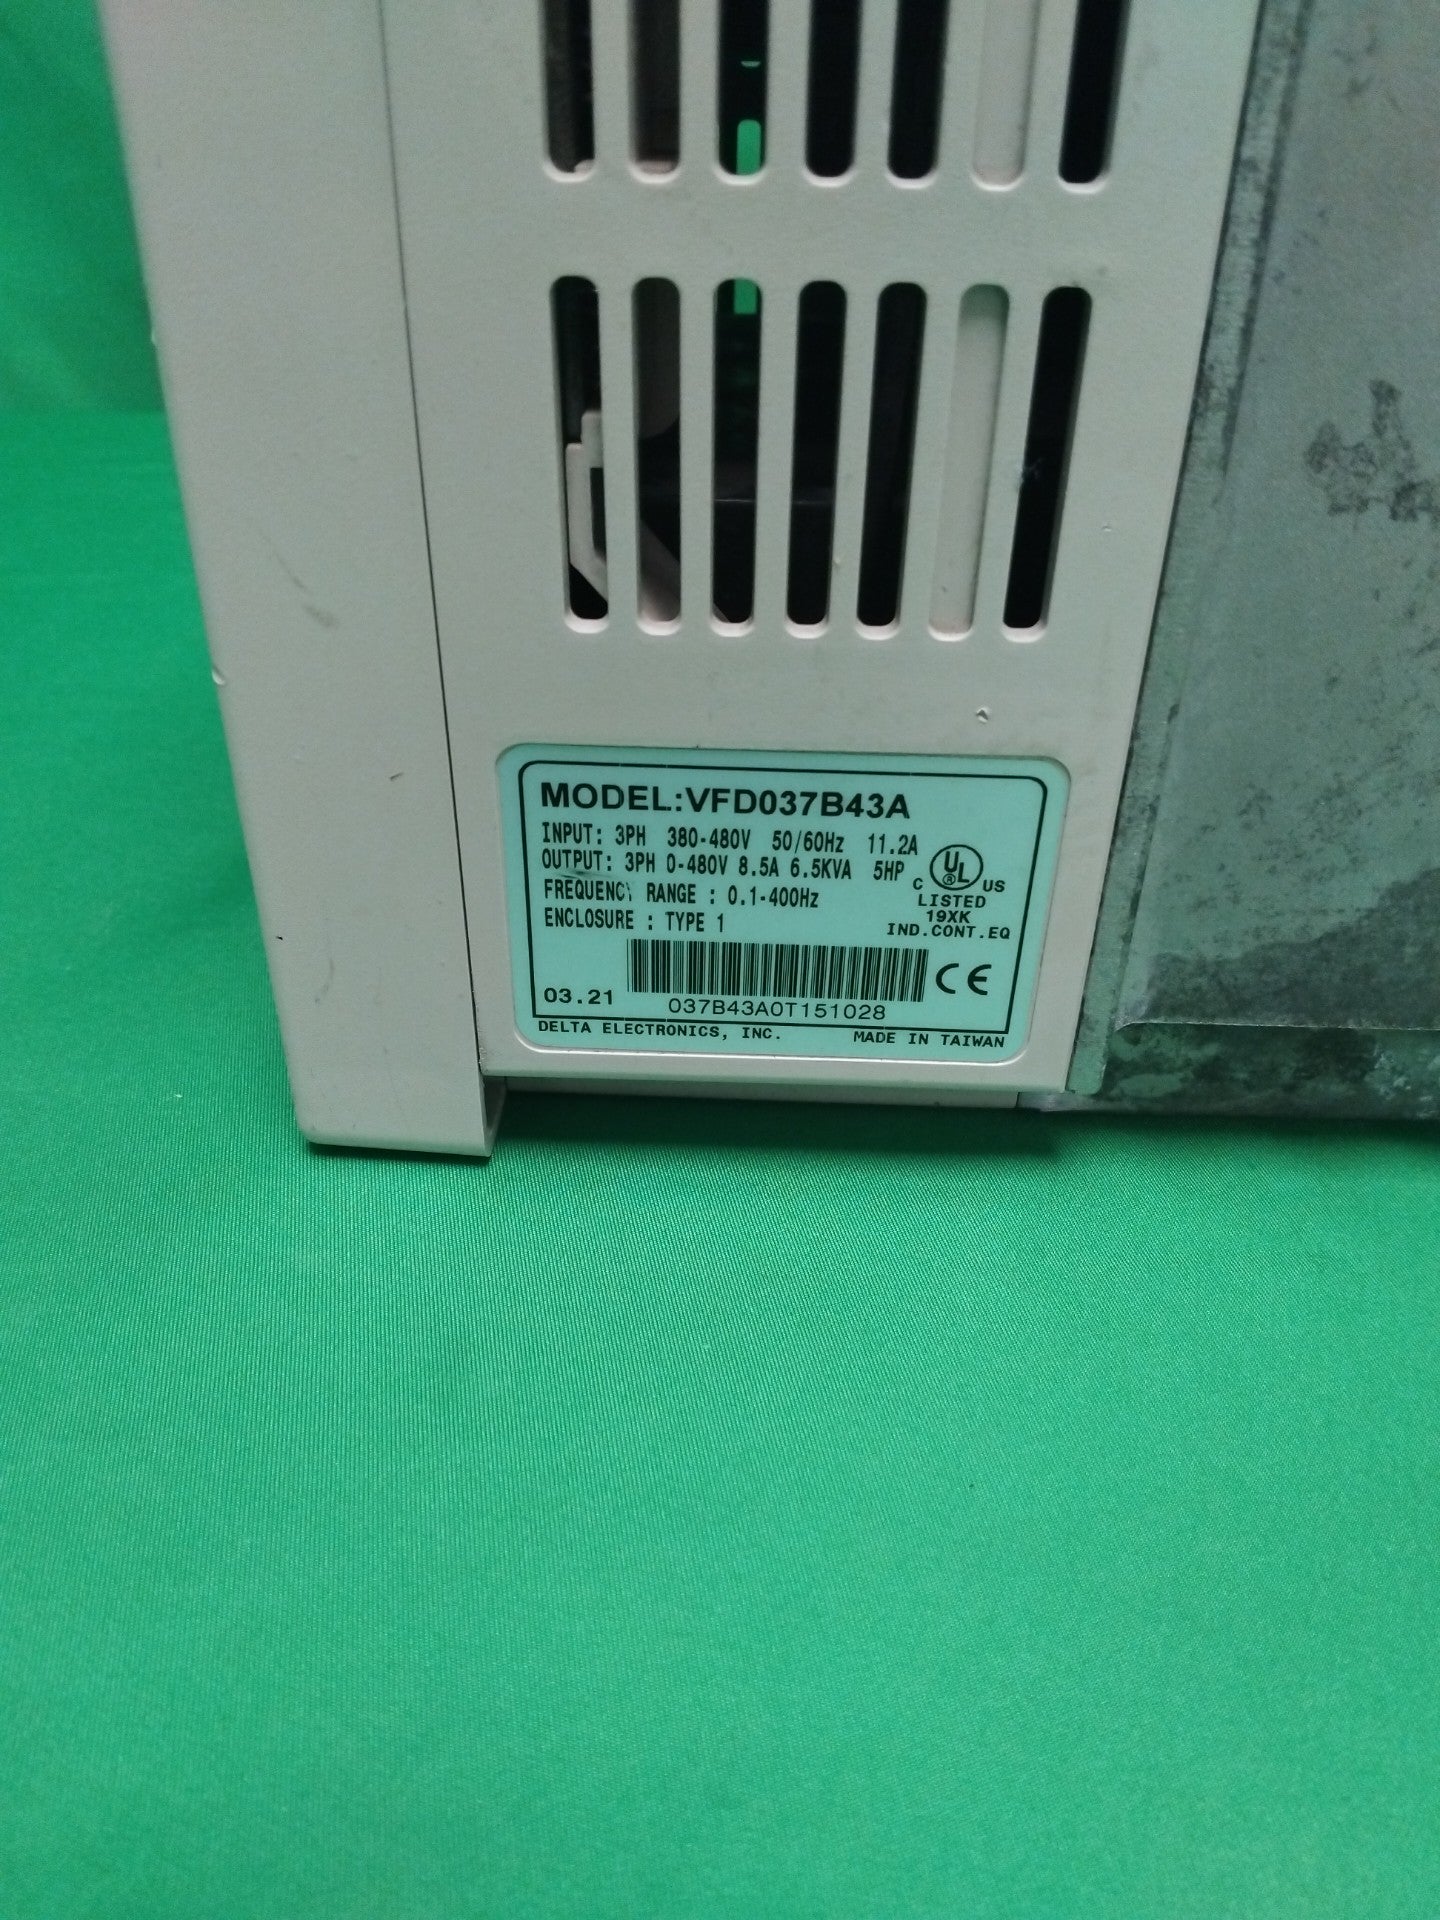 MODEL:VFD037B43A
INPUT: 3PH 380-480V 50/60Hz 11.2A
OUTPUT: 3PH 0-480V 8.5A 6.5KVA 5HP
FREQUENCY RANGE : 0.1-400Hz
ENCLOSURE : TYPE 1
C UL ® US
LISTED
19XK
IND.CONT.EQ
CE
03.21
037B43A0T151028
DELTA ELECTRONICS, INC. MADE IN TAIWAN